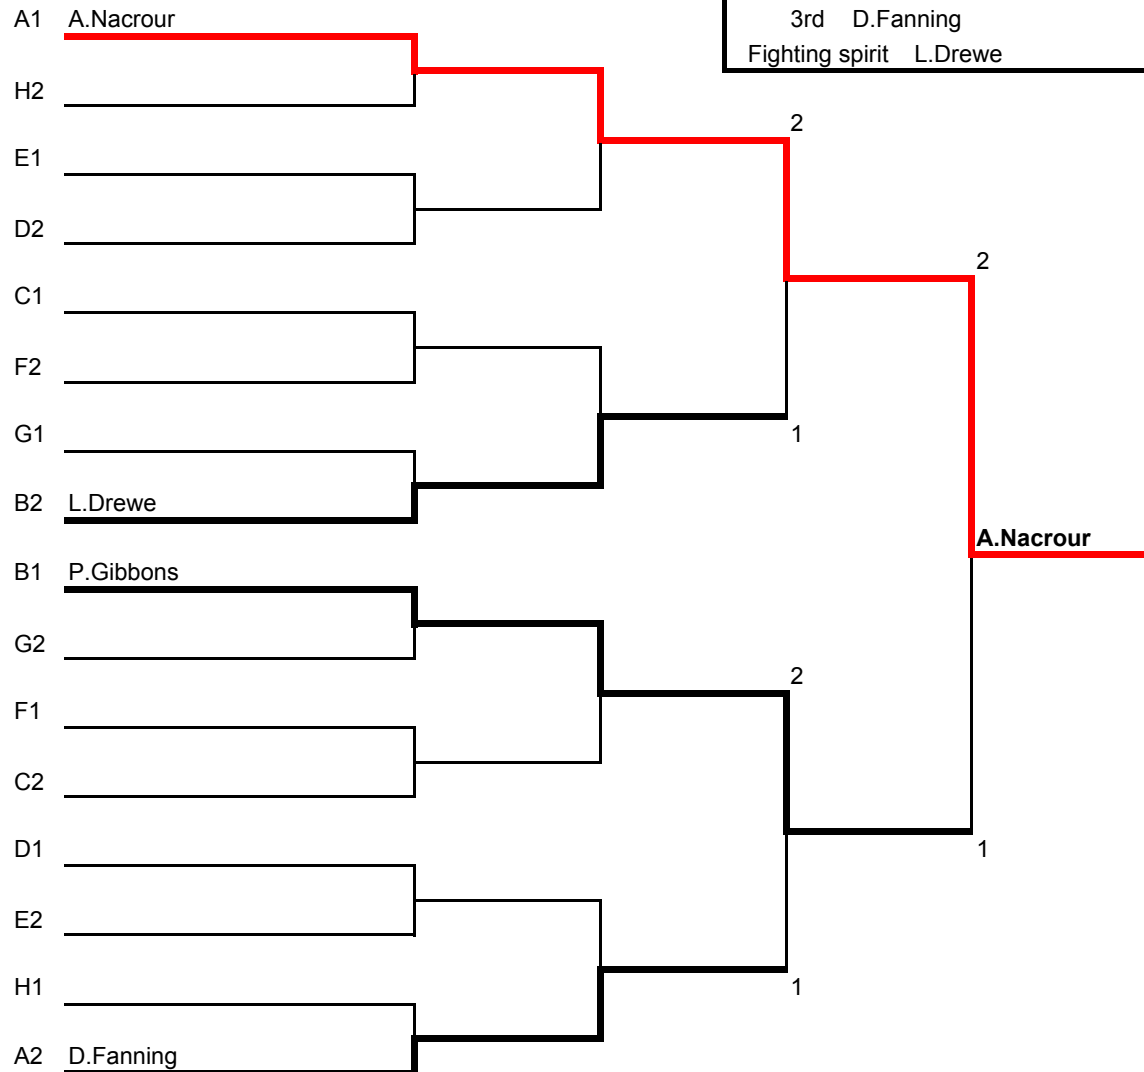 A1 A.Nacrour
3rd D.Fanning
Fighting spirit L.Drewe
H2
2
E1
D2
2
C1
F2
1
G1
B2 L.Drewe
A.Nacrour
B1 P.Gibbons
G2
2
F1
C2
1
D1
E2
1
H1
A2 D.Fanning